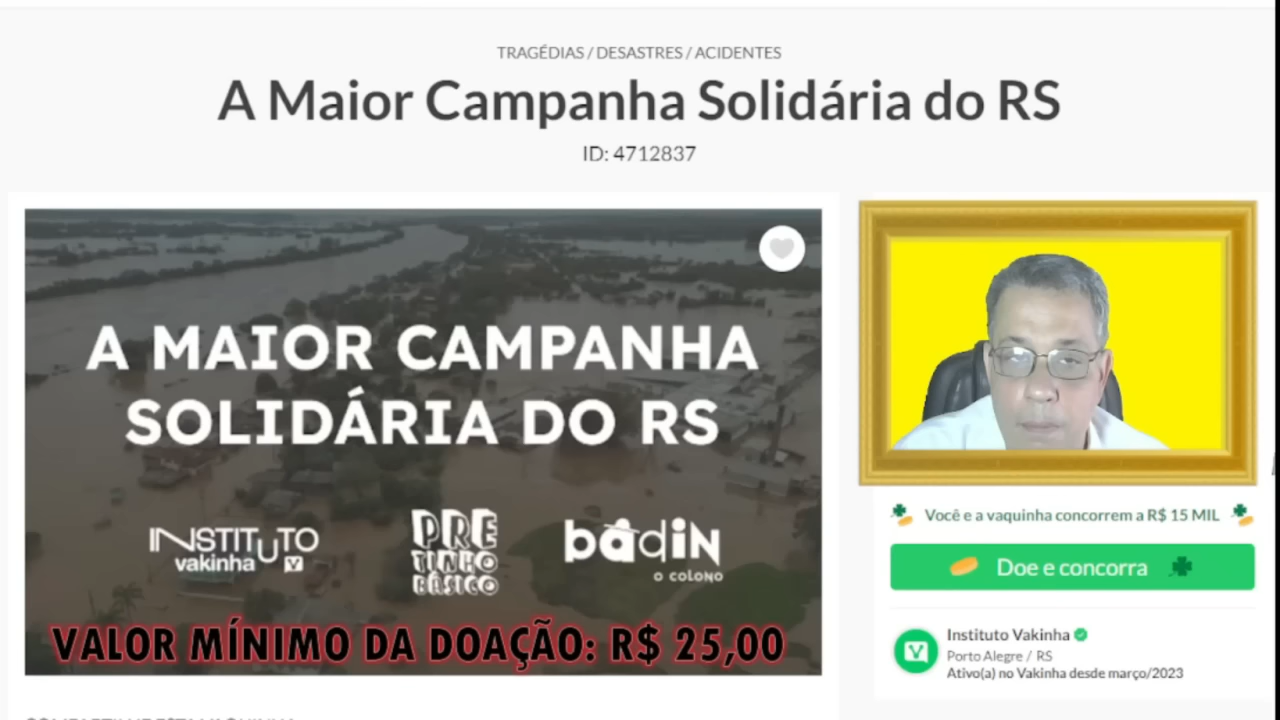 TRAGÉDIAS / DESASTRES / ACIDENTES
A Maior Campanha Solidária do RS
ID: 4712837
A MAIOR CAMPANHA
SOLIDÁRIA DO RS
INSTITUTO
vakinha
PRE
TINHO
BÁSICO
badin
o colono
VALOR MÍNIMO DA DOAÇÃO: R$ 25,00
Você e a vaquinha concorrem a R$ 15 MIL
Doe e concorra
Instituto Vakinha
Porto Alegre / RS
Ativo(a) no Vakinha desde março/2023